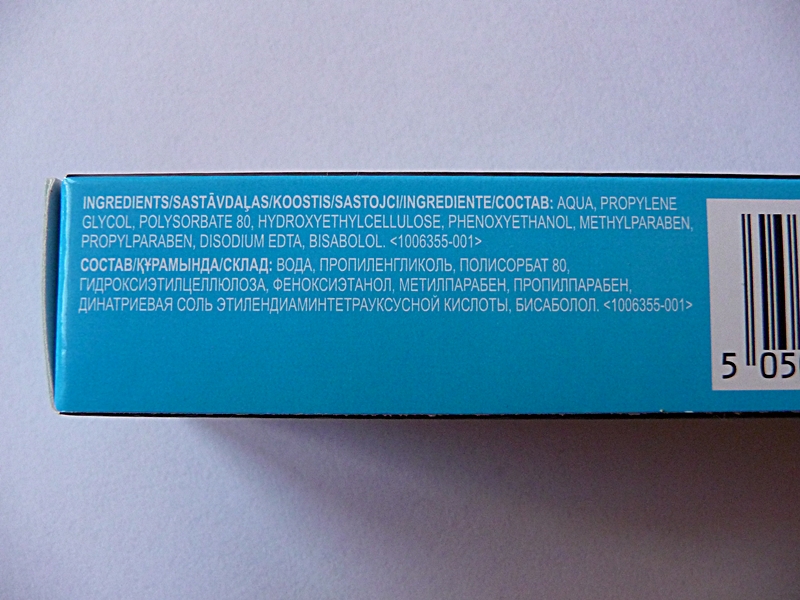 INGREDIENTS/SASTĀVDAĻAS/KOOSTIS/SASTOJCI/INGREDIENTE/СОСТАВ: AQUA, PROPYLENE
GLYCOL, POLYSORBATE 80, HYDROXYETHYLCELLULOSE, PHENOXYETHANOL, METHYLPARABEN,
PROPYLPARABEN, DISODIUM EDTA, BISABOLOL. <1006355-001>
СОСТАВ/ҚҰРАМЫНДА/СКЛАД: ВОДА, ПРОПИЛЕНГЛИКОЛЬ, ПОЛИСОРБАТ 80,
ГИДРОКСИЭТИЛЦЕЛЛЮЛОЗА, ФЕНОКСИЭТАНОЛ, МЕТИЛПАРАБЕН, ПРОПИЛПАРАБЕН,
ДИНАТРИЕВАЯ СОЛЬ ЭТИЛЕНДИАМИНТЕТРАУКСУСНОЙ КИСЛОТЫ, БИСАБОЛОЛ. <1006355-001>
5 050